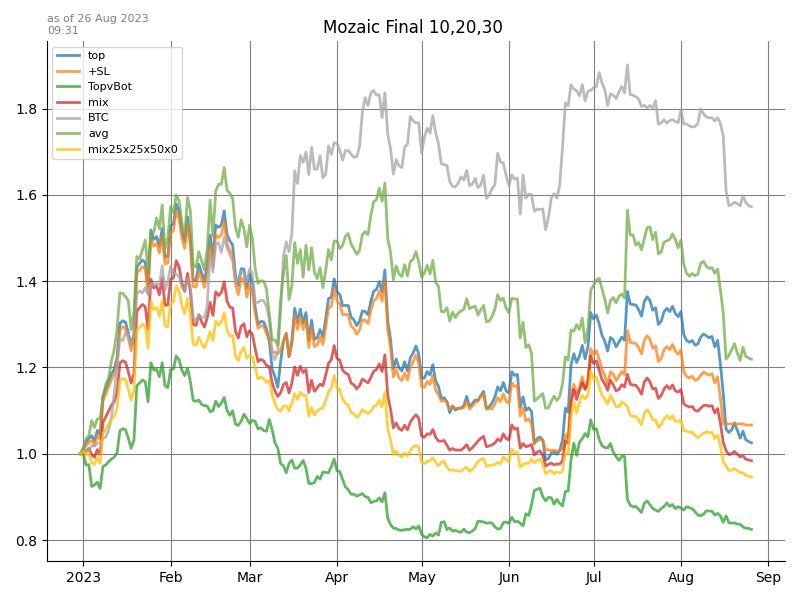 as of 26 Aug 2023
09:31
Mozaic Final 10,20,30
top
+SL
TopvBot
mix
BTC
avg
mix25x25x50x0
1.8
1.6
1.4
1.2
1.0
0.8
2023 Feb Mar Apr May Jun Jul Aug Sep